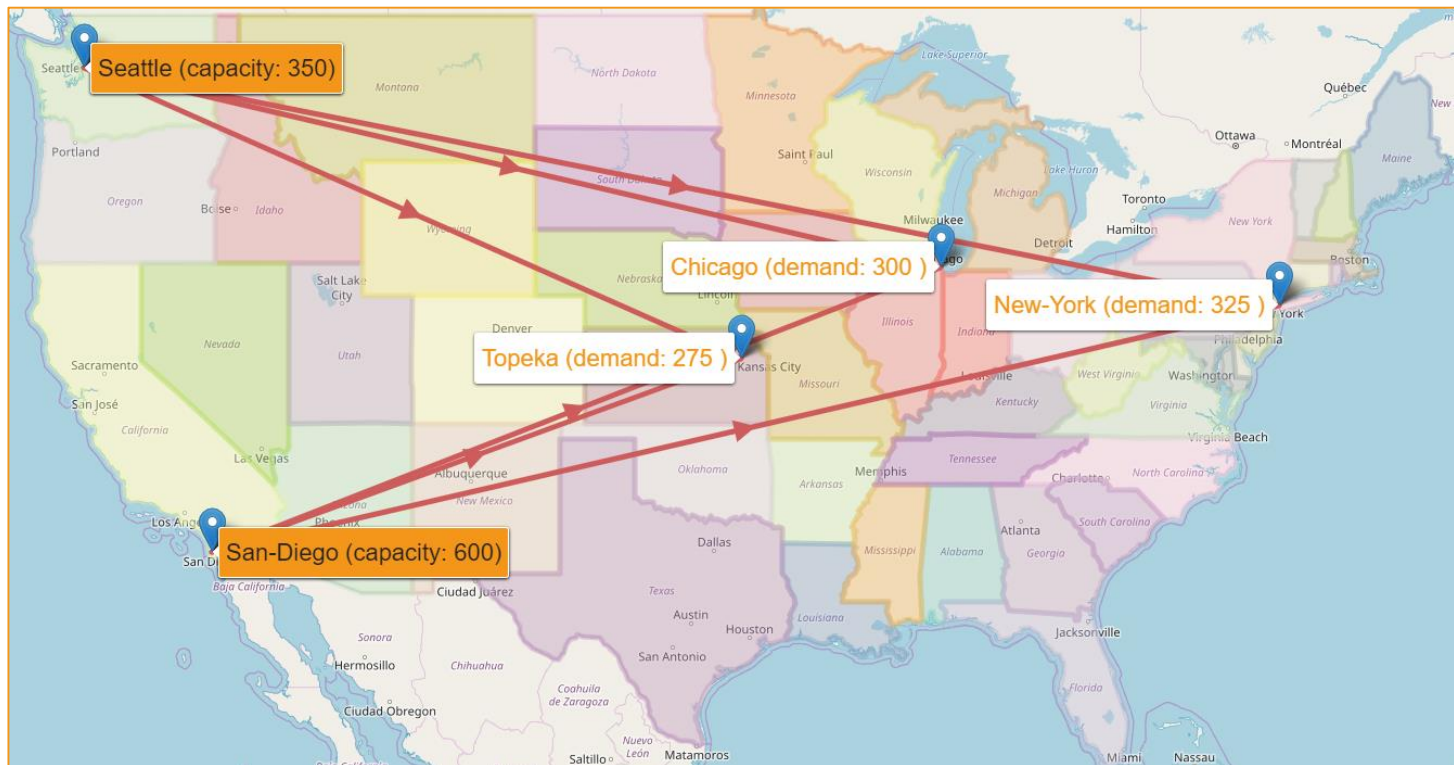 Lake Superior
Québec
Seattle
Seattle (capacity: 350)
North Dakota
Montana
Minnesota
Ottawa
Montréal
Maine
Portland
Saint Paul
Wisconsin
Lake Huron
Michigan
South Dakota
Toronto
Oregon
Boise
Idaho
Milwaukee
New York
Wyoming
Hamilton
Detroit
Boston
Chicago (demand: 300 )
Salt Lake
City
Nebraska
Lincoln
New-York (demand: 325 )
Illinois
Indiana
Denver
Nevada
Utah
Topeka (demand: 275 )
Philadelphia
Sacramento
Kansas City
Missouri
Louisville
West Virginia
Washington
San José
Kentucky
Virginia
California
Virginia Beach
Las Vegas
Albuquerque
Oklahoma
Memphis
Tennessee
Charlotte
North Carolina
New Mexico
Arkansas
Phoenix
South Carolina
San-Diego (capacity: 600)
Dallas
Atlanta
Mississippi
Alabama
Georgia
Baja California
Ciudad Juárez
Texas
Austin
Houston
Louisiana
Jacksonville
Sonora
Hermosillo
Chihuahua
San Antonio
Coahuila
de Zaragoza
Florida
Ciudad Obregon
Nuevo
León
Saltillo
Matamoros
Miami
Nassau